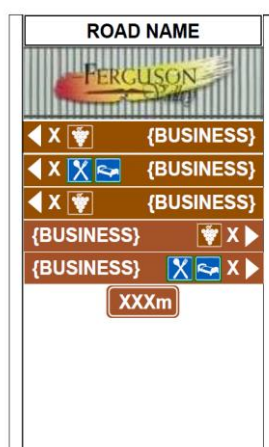 ROAD NAME
FERGUSON
Valley
X {BUSINESS}
X {BUSINESS}
X {BUSINESS}
{BUSINESS} X
{BUSINESS} X
XXXm